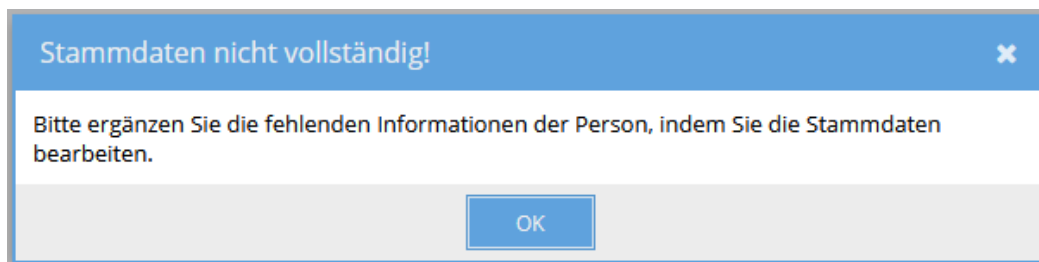 Stammdaten nicht vollständig!
Bitte ergänzen Sie die fehlenden Informationen der Person, indem Sie die Stammdaten
bearbeiten.
OK